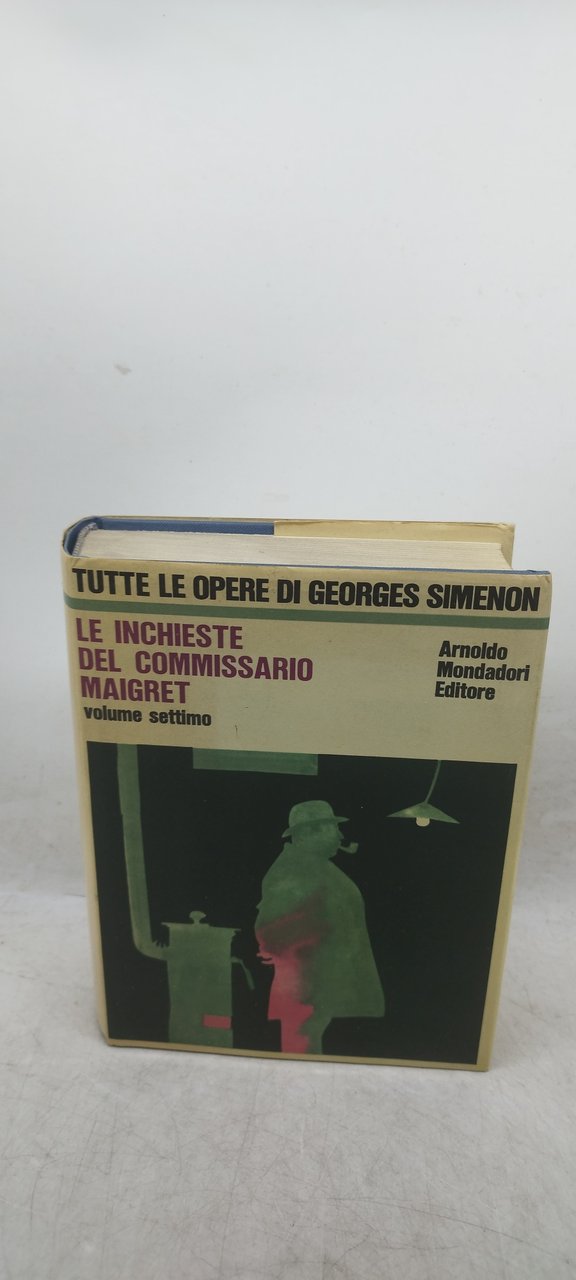 TUTTE LE OPERE DI GEORGES SIMENON
LE INCHIESTE
DEL COMMISSARIO
MAIGRET
volume settimo
Arnoldo
Mondadori
Editore